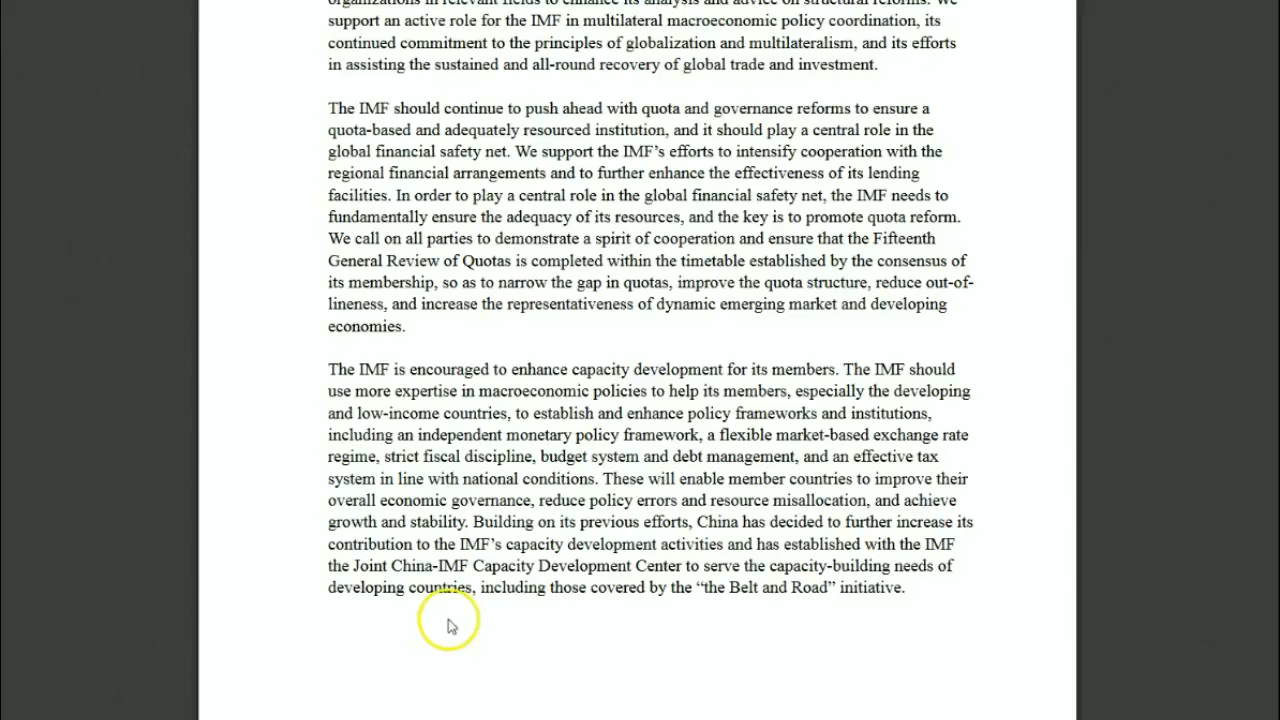 organizations in relevant fields to enhance its analysis and advice on structural reforms. We
support an active role for the IMF in multilateral macroeconomic policy coordination, its
continued commitment to the principles of globalization and multilateralism, and its efforts
in assisting the sustained and all-round recovery of global trade and investment.
The IMF should continue to push ahead with quota and governance reforms to ensure a
quota-based and adequately resourced institution, and it should play a central role in the
global financial safety net. We support the IMF’s efforts to intensify cooperation with the
regional financial arrangements and to further enhance the effectiveness of its lending
facilities. In order to play a central role in the global financial safety net, the IMF needs to
fundamentally ensure the adequacy of its resources, and the key is to promote quota reform.
We call on all parties to demonstrate a spirit of cooperation and ensure that the Fifteenth
General Review of Quotas is completed within the timetable established by the consensus of
its membership, so as to narrow the gap in quotas, improve the quota structure, reduce out-of-
lineness, and increase the representativeness of dynamic emerging market and developing
economies.
The IMF is encouraged to enhance capacity development for its members. The IMF should
use more expertise in macroeconomic policies to help its members, especially the developing
and low-income countries, to establish and enhance policy frameworks and institutions,
including an independent monetary policy framework, a flexible market-based exchange rate
regime, strict fiscal discipline, budget system and debt management, and an effective tax
system in line with national conditions. These will enable member countries to improve their
overall economic governance, reduce policy errors and resource misallocation, and achieve
growth and stability. Building on its previous efforts, China has decided to further increase its
contribution to the IMF’s capacity development activities and has established with the IMF
the Joint China-IMF Capacity Development Center to serve the capacity-building needs of
developing countries, including those covered by the “the Belt and Road” initiative.